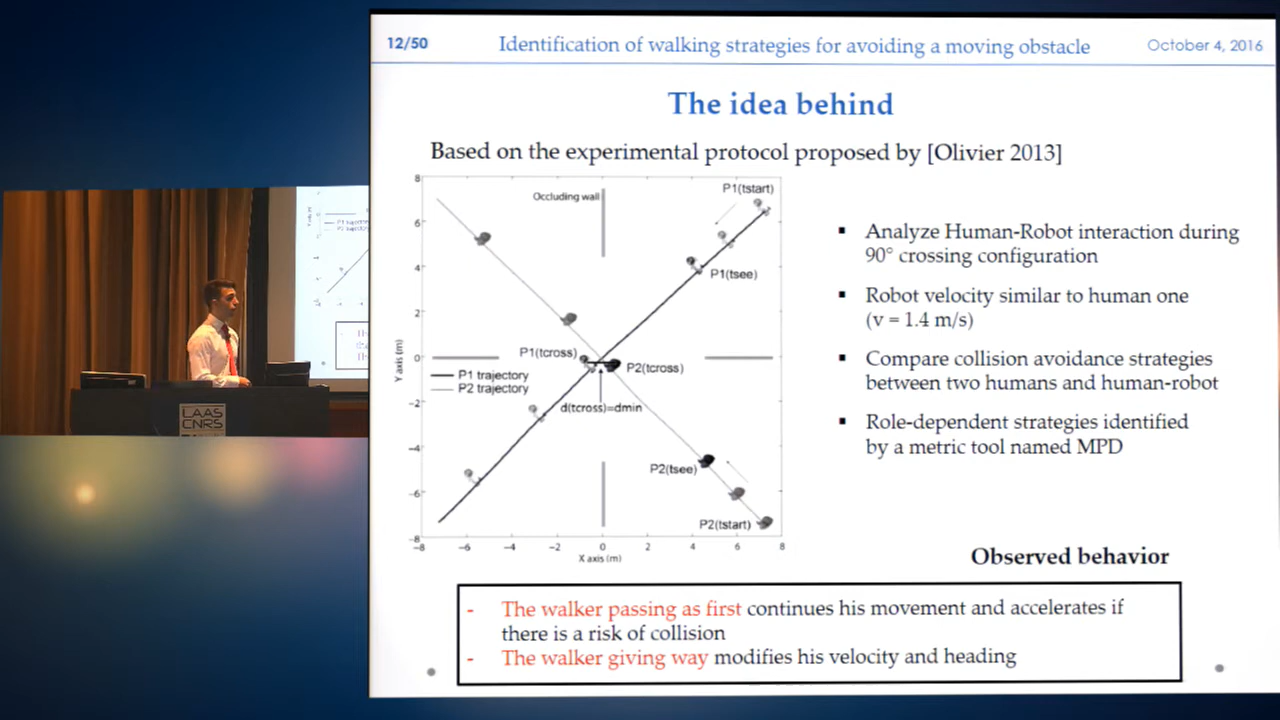 12/50
Identification of walking strategies for avoiding a moving obstacle
October 4, 2016
The idea behind
Based on the experimental protocol proposed by [Olivier 2013]
8
6
4
2
0
-2
-4
-6
-8
Y axis (m)
Occluding wall
P1(tstart)
P1(tsee)
P1(tcross)
P2(tcross)
P1 trajectory
P2 trajectory
d(tcross)=dmin
P2(tsee)
P2(tstart)
-8 -6 -4 -2 0 2 4 6 8
X axis (m)
▪ Analyze Human-Robot interaction during
90° crossing configuration
▪ Robot velocity similar to human one
(v = 1.4 m/s)
▪ Compare collision avoidance strategies
between two humans and human-robot
▪ Role-dependent strategies identified
by a metric tool named MPD
Observed behavior
- The walker passing as first continues his movement and accelerates if
there is a risk of collision
- The walker giving way modifies his velocity and heading
LAAS
CNRS